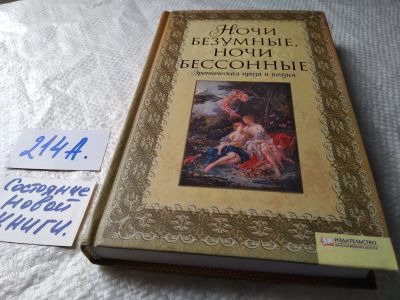 Ночи
безумные,
ночи
бессонные
Эротическая проза и поэзия
214А.
Состояние
новой
книги.
ИЗДАТЕЛЬСТВО